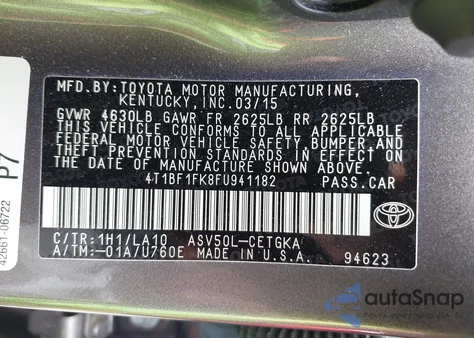 MFD.BY:TOYOTA MOTOR MANUFACTURING,
KENTUCKY, INC.03/15
GVWR 4630LB GAWR FR 2625LB RR 2625LB
THIS VEHICLE CONFORMS TO ALL APPLICABLE
FEDERAL MOTOR VEHICLE SAFETY,BUMPER,AND
THEFT PREVENTION STANDARDS IN EFFECT ON
THE DATE OF MANUFACTURE SHOWN ABOVE.
4T1BF1FK8FU941182 PASS.CAR
C/TR:1H1/LA10 ASV50L-CETGKA
A/TM:-01A/U760E MADE IN U.S.A. 94623
TOYOTA
P7
42661-06722
autoSnap